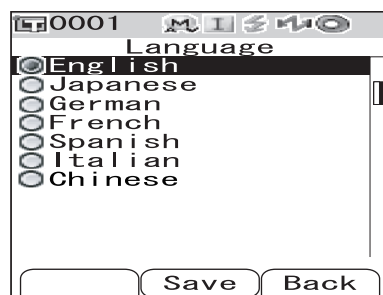 0001 M I
Language
English
Japanese
German
French
Spanish
Italian
Chinese
Save Back